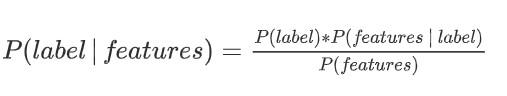 P(label | features) = P(label)*P(features | label) / P(features)